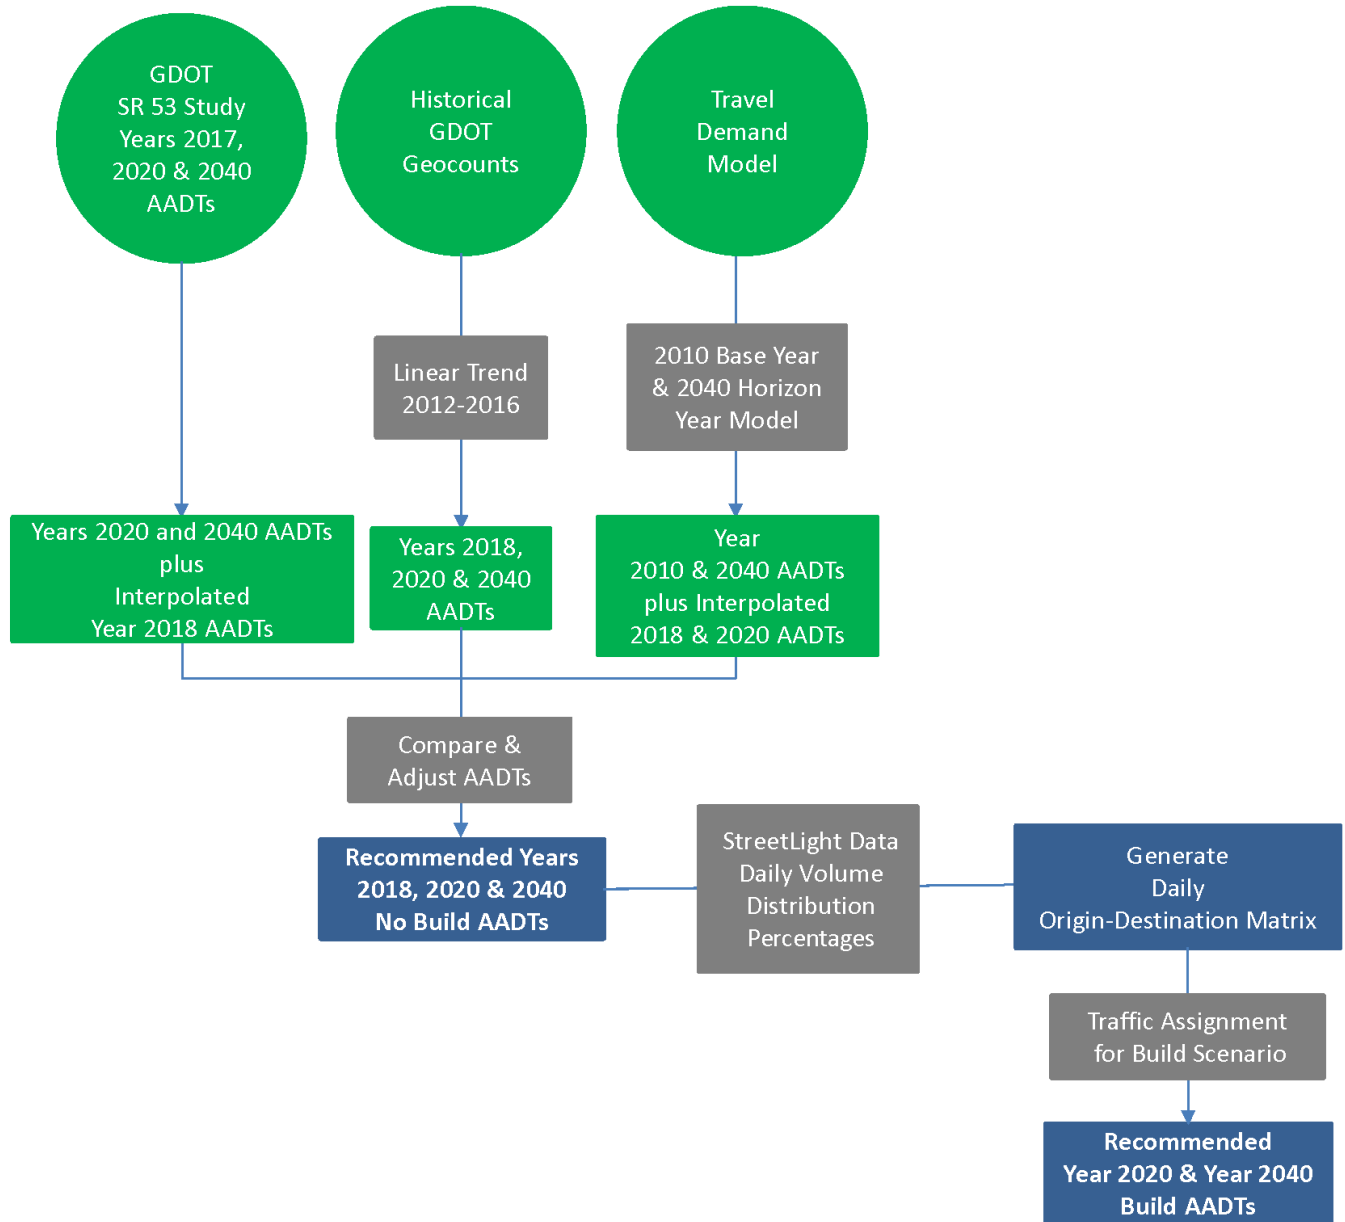 GDOT
SR 53 Study
Years 2017,
2020 & 2040
AADTs
Historical
GDOT
Geocounts
Travel
Demand
Model
Linear Trend
2012-2016
2010 Base Year
& 2040 Horizon
Year Model
Years 2020 and 2040 AADTs
plus
Interpolated
Year 2018 AADTs
Years 2018,
2020 & 2040
AADTs
Year
2010 & 2040 AADTs
plus Interpolated
2018 & 2020 AADTs
Compare &
Adjust AADTs
Recommended Years
2018, 2020 & 2040
No Build AADTs
StreetLight Data
Daily Volume
Distribution
Percentages
Generate
Daily
Origin-Destination Matrix
Traffic Assignment
for Build Scenario
Recommended
Year 2020 & Year 2040
Build AADTs